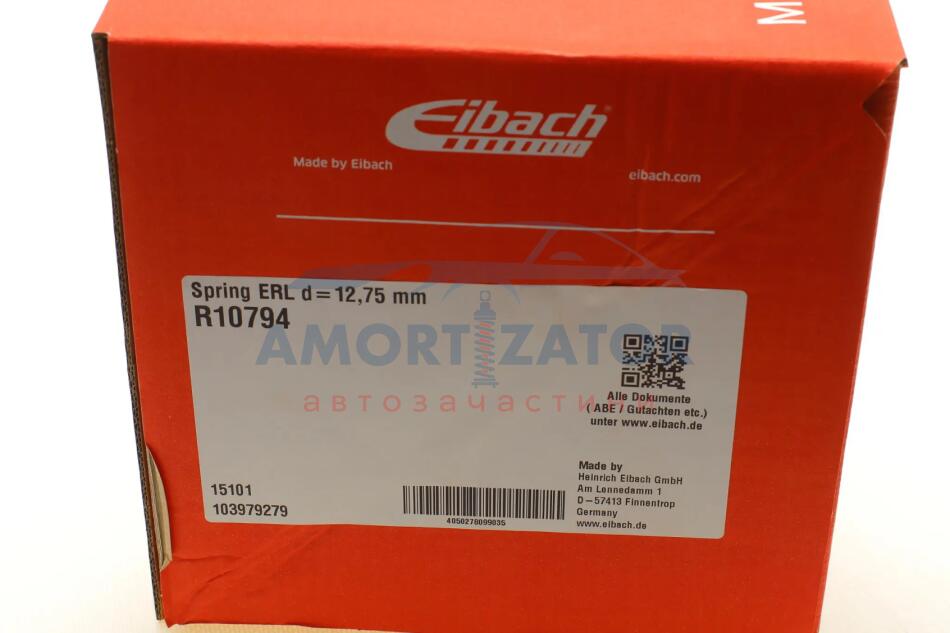 M
Eibach
Made by Eibach
eibach.com
Spring ERL d=12,75 mm
R10794
AMORTIZATOR
автозапчастини
Alle Dokumente
( ABE / Gutachten etc.)
unter www.eibach.de
15101
103979279
4050278099035
Made by
Heinrich Eibach GmbH
Am Lennedamm 1
D–57413 Finnentrop
Germany
www.eibach.de